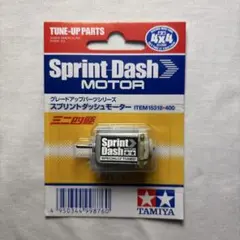 TUNE-UP PARTS
4x4
Sprint Dash
MOTOR
グレードアップパーツシリーズ
スプリントダッシュモーター ITEM15318-400
ミニ四駆
Sprint
Dash
TAMIYA